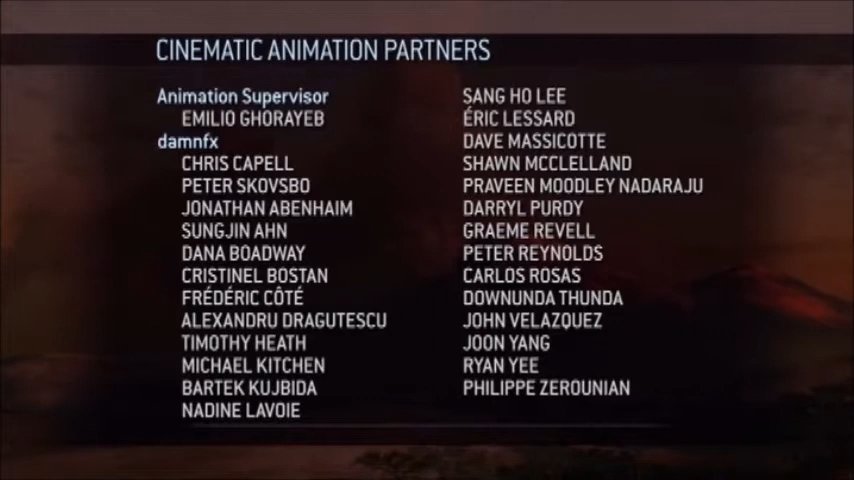 CINEMATIC ANIMATION PARTNERS
Animation Supervisor
EMILIO GHORAYEB
damnfx
CHRIS CAPELL
PETER SKOVSBO
JONATHAN ABENHAIM
SUNGJIN AHN
DANA BOADWAY
CRISTINEL BOSTAN
FRÉDÉRIC CÔTÉ
ALEXANDRU DRAGUTESCU
TIMOTHY HEATH
MICHAEL KITCHEN
BARTEK KUJBIDA
NADINE LAVOIE
SANG HO LEE
ÉRIC LESSARD
DAVE MASSICOTTE
SHAWN MCCLELLAND
PRAVEEN MOODLEY NADARAJU
DARRYL PURDY
GRAEME REVELL
PETER REYNOLDS
CARLOS ROSAS
DOWNUNDA THUNDA
JOHN VELAZQUEZ
JOON YANG
RYAN YEE
PHILIPPE ZEROUNIAN